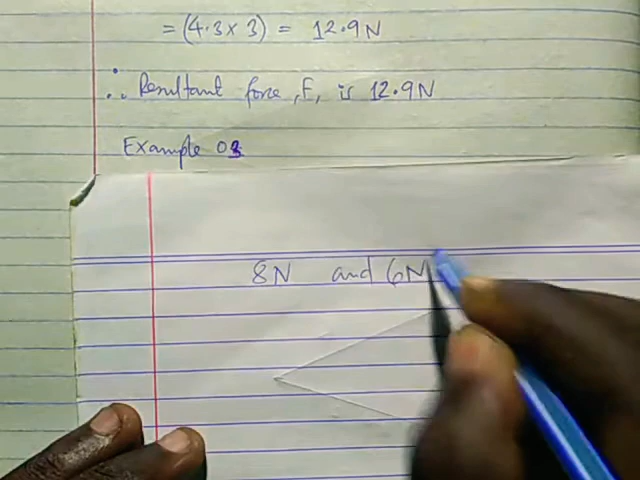 = (4.3 x 3) = 12.9N
∴ Resultant force, F, is 12.9N
Example 03
8N and 6N